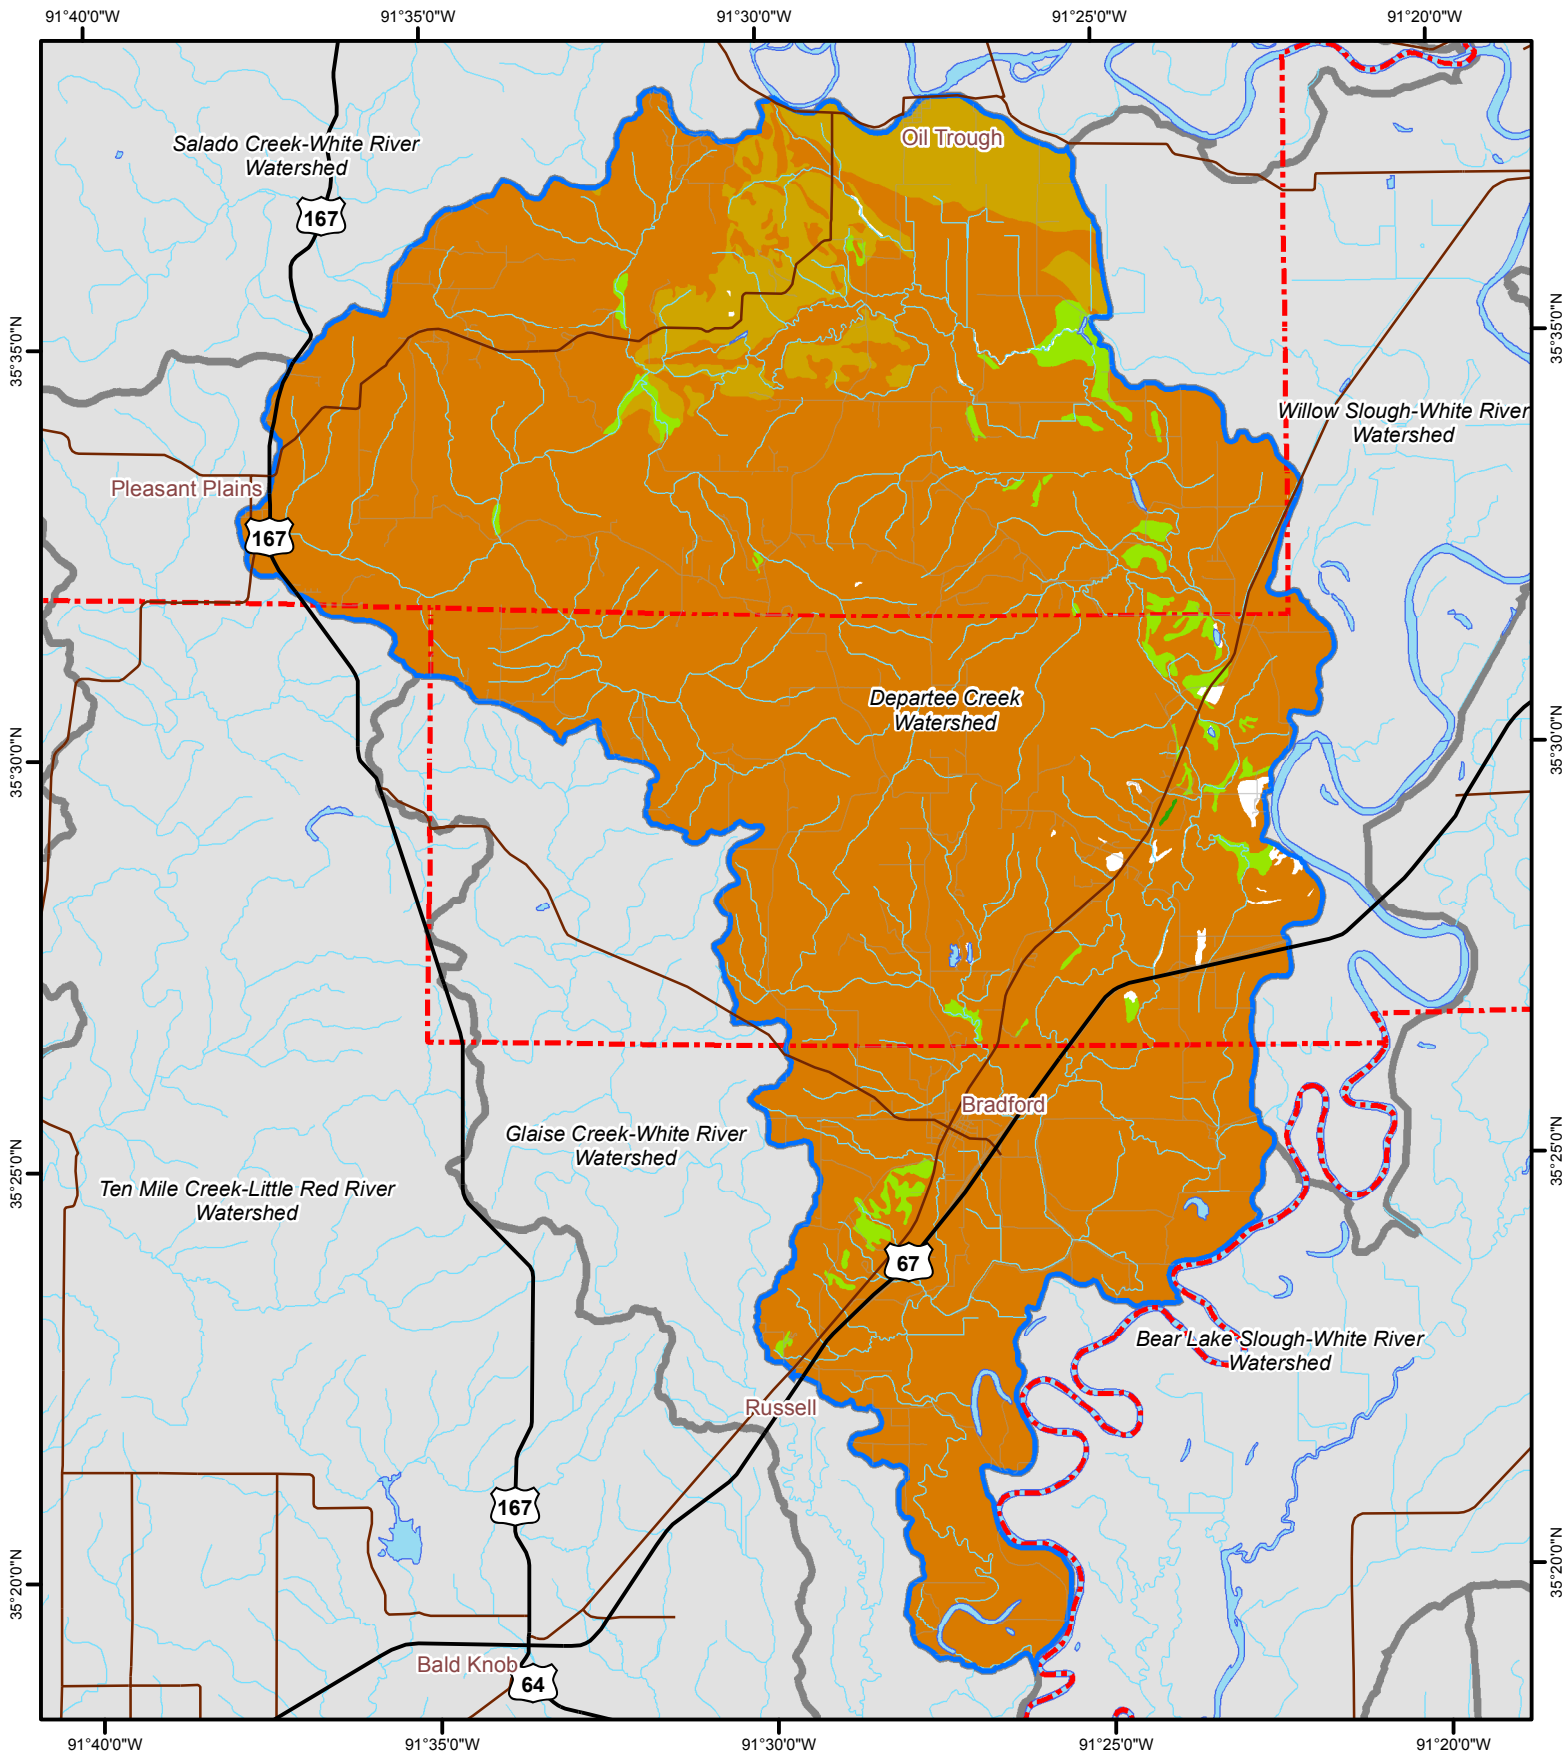 91°40'0"W
91°35'0"W
91°30'0"W
91°25'0"W
91°20'0"W
Oil Trough
Salado Creek-White River
Watershed
167
35°35'0"N
35°35'0"N
Willow Slough-White River
Watershed
Pleasant Plains
167
Departee Creek
Watershed
35°30'0"N
35°30'0"N
Bradford
Glaise Creek-White River
Watershed
35°25'0"N
35°25'0"N
Ten Mile Creek-Little Red River
Watershed
67
Bear Lake Slough-White River
Watershed
Russell
167
35°20'0"N
35°20'0"N
Bald Knob
64
91°40'0"W
91°35'0"W
91°30'0"W
91°25'0"W
91°20'0"W